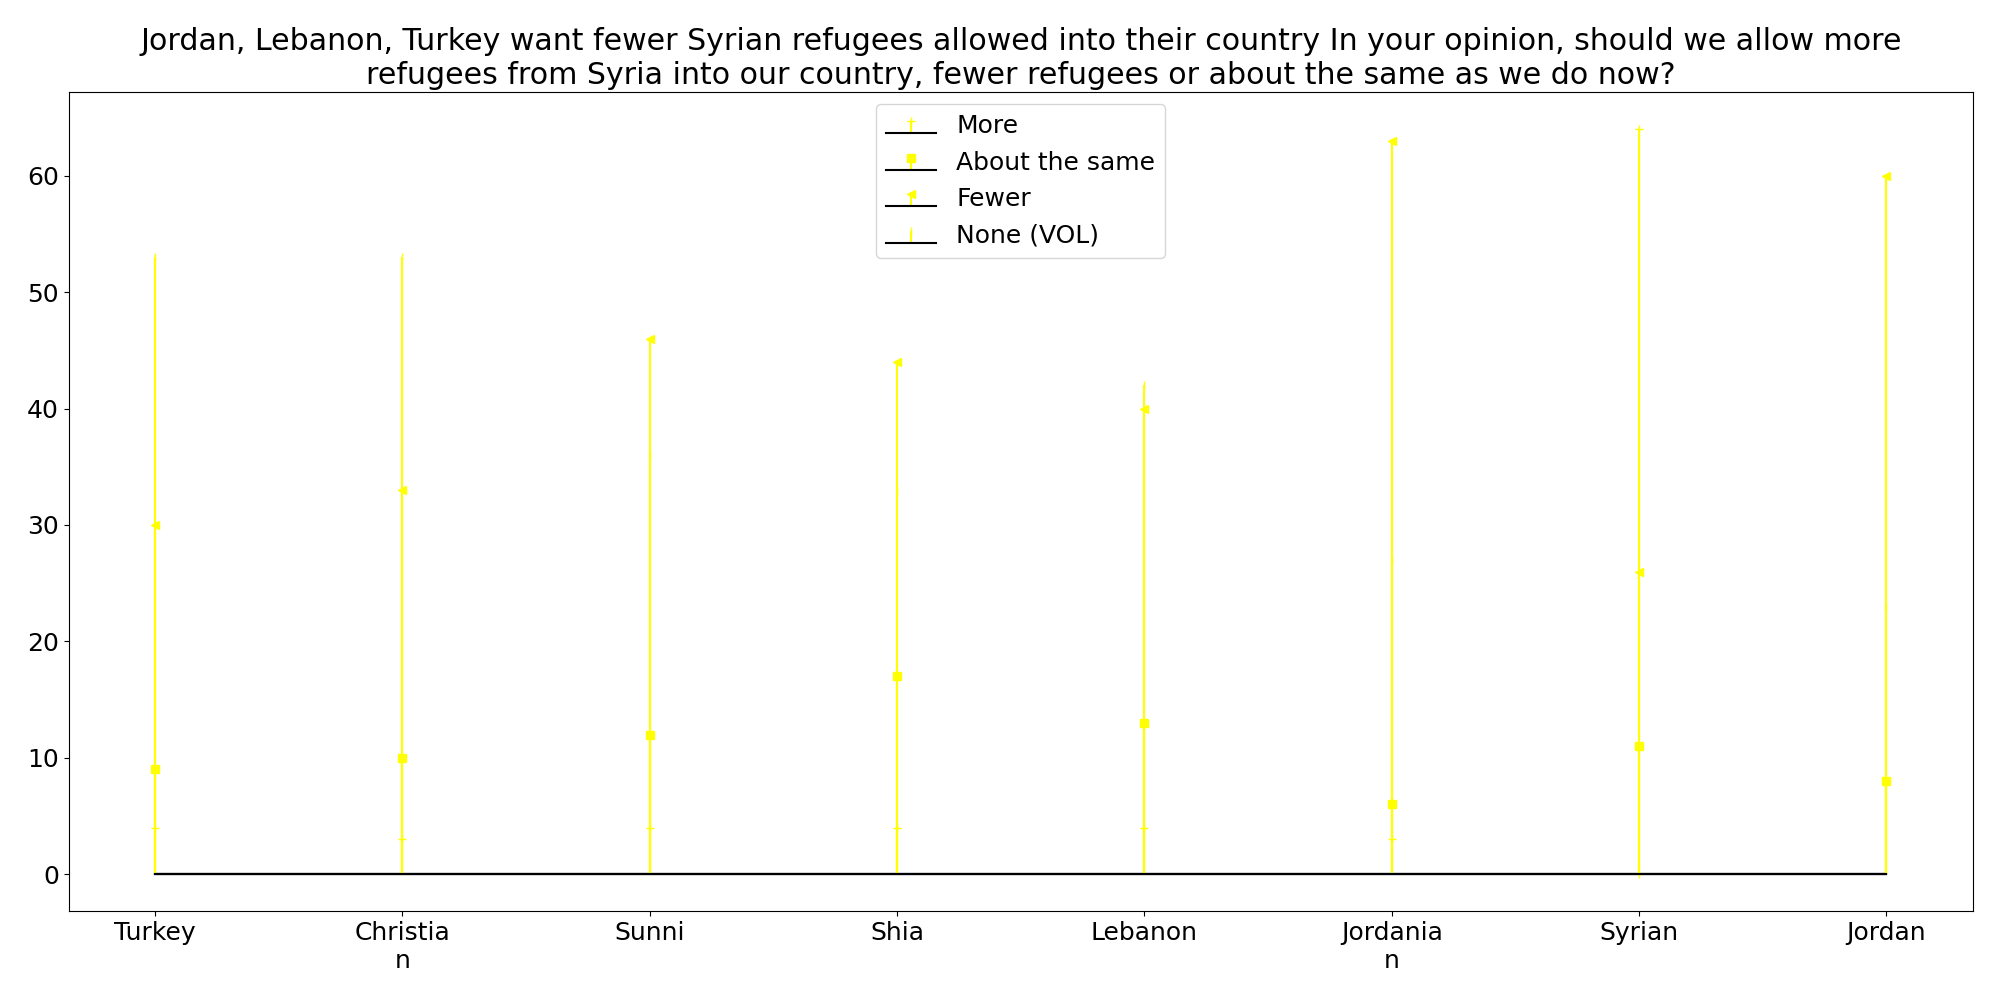 Jordan, Lebanon, Turkey want fewer Syrian refugees allowed into their country In your opinion, should we allow more
refugees from Syria into our country, fewer refugees or about the same as we do now?
More
About the same
Fewer
None (VOL)
60
50
40
30
20
10
0
Turkey
Christia
n
Sunni
Shia
Lebanon
Jordania
n
Syrian
Jordan